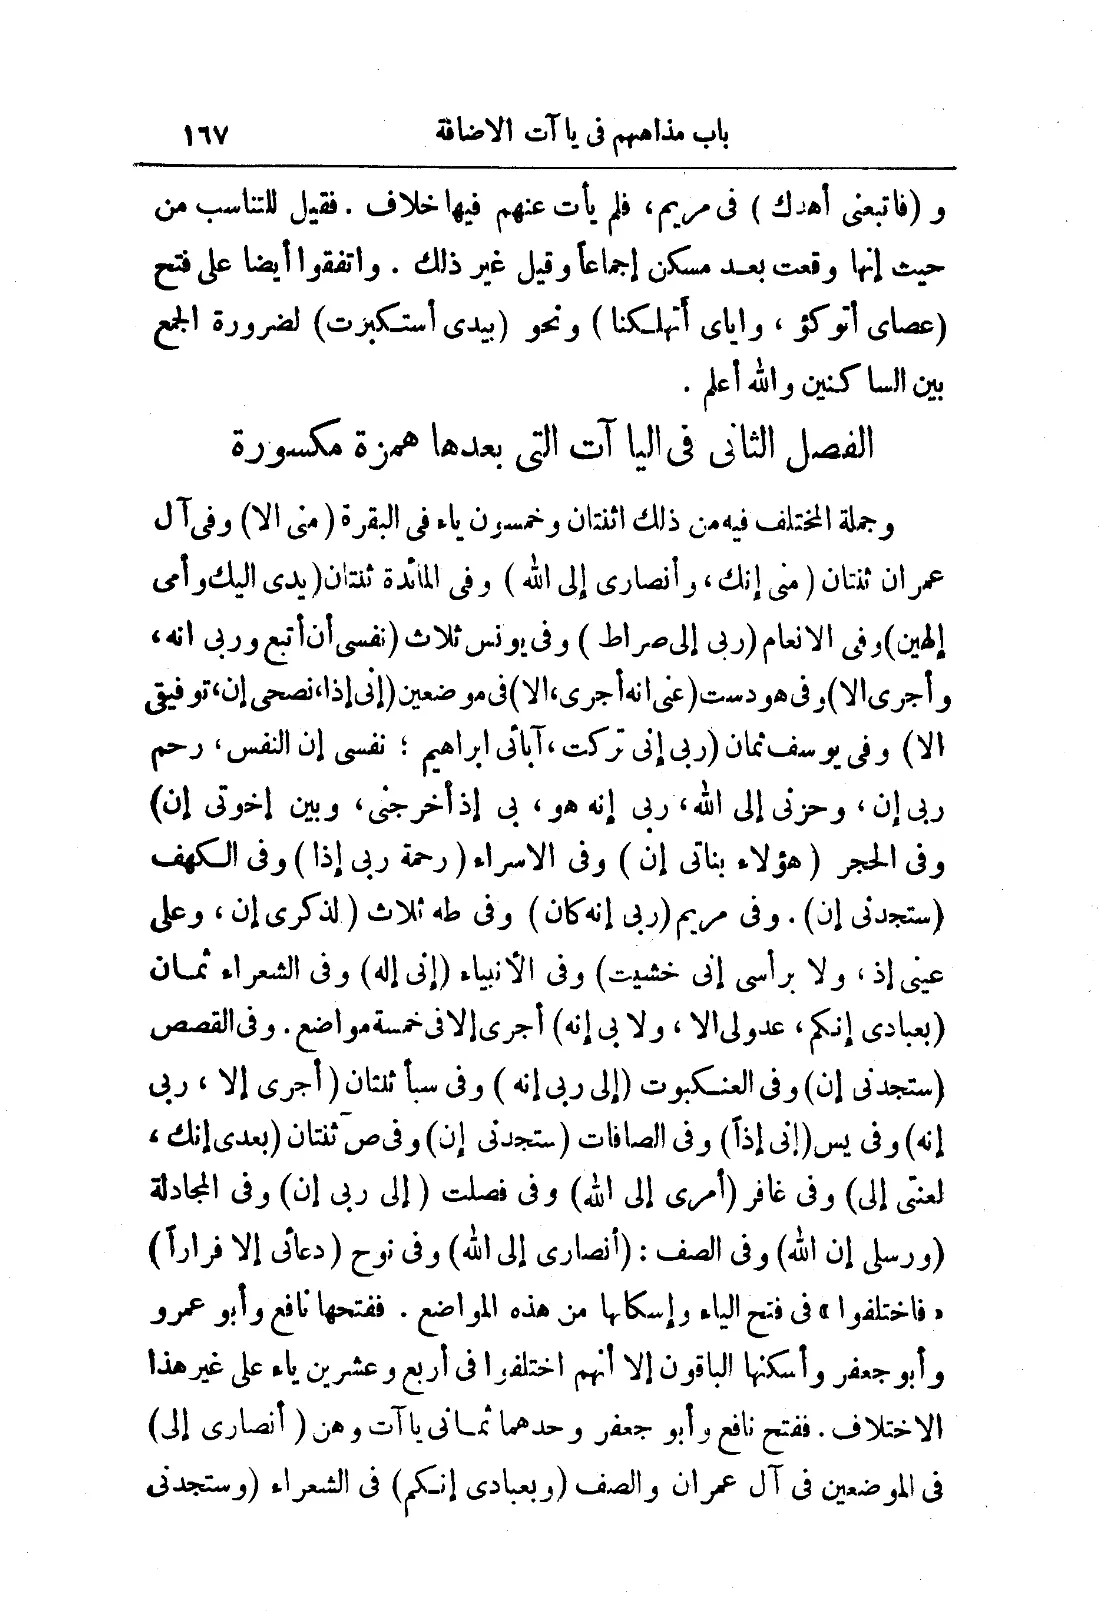 باب مذاهبهم فى ياآت الاضافة ١٦٧
و (فاتبعنى أهدك) فى مريم، فلم يأت عنهم فيها خلاف . فقيل للتناسب من
حيث إنها وقعت بعد مسكن إجماعاً وقيل غير ذلك . واتفقوا أيضا على فتح
(عصاى أتوكؤ ، واياى أتهلكنا) ونحو (بيدى أستكبرت) لضرورة الجمع
بين الساكنين والله أعلم .
الفصل الثانى فى الياآت التى بعدها همزة مكسورة
وجملة المختلف فيه من ذلك اثنتان وخمسون ياء فى البقرة (منى الا) وفى آل
عمران ثنتان (منى إنك، وأنصارى إلى الله) وفى المائدة ثنتان(يدى اليك وأمى
إلهين)وفى الانعام (ربى إلى صراط) وفى يونس ثلاث (نفسى أن أتبع وربى انه،
وأجرى الا)وفى هود ست(عنى انه أجرى، الا)فى موضعين(إنى إذا، نصحى إن، توفيقى
الا) وفى يوسف ثمان (ربى إنى تركت، آبائى ابراهيم ؛ نفسى إن النفس، رحم
ربى إن ، وحزنى إلى الله، ربى إنه هو، بى إذ أخرجنى، وبين إخوتى إن)
وفى الحجر (هؤلاء بناتى إن) وفى الاسراء (رحمة ربى إذا) وفى الكهف
(ستجدنى إن). وفى مريم (ربى إنه كان) وفى طه ثلاث (لذكرى إن ، وعلى
عينى إذ ، ولا برأسى إنى خشيت) وفى الأنبياء (إنى إله) وفى الشعراء ثمان
(بعبادى إنكم، عدولى الا، ولا بى إنه) أجرى إلا فى خمسة مواضع. وفى القصص
(ستجدنى إن) وفى العنكبوت (إلى ربى إنه) وفى سبأ ثنتان (أجرى إلا ، ربى
إنه) وفى يس(إنى إذاً) وفى الصافات (ستجدنى إن) وفى صۤ ثنتان (بعدى إنك ،
لعنتى إلى) وفى غافر (أمرى إلى الله) وفى فصلت (إلى ربى إن) وفى المجادلة
(ورسلى إن الله) وفى الصف : (أنصارى إلى الله) وفى نوح (دعائى إلا فراراً)
« فاختلفوا » فى فتح الياء وإسكانها من هذه المواضع . ففتحها نافع وأبو عمرو
وأبو جعفر وأسكنها الباقون إلا أنهم اختلفوا فى أربع وعشرين ياء على غير هذا
الاختلاف . ففتح نافع وأبو جعفر وحدهما ثمانى ياآت وهن (أنصارى إلى)
فى الموضعين فى آل عمران والصف (وبعبادى إنكم) فى الشعراء (وستجدنى